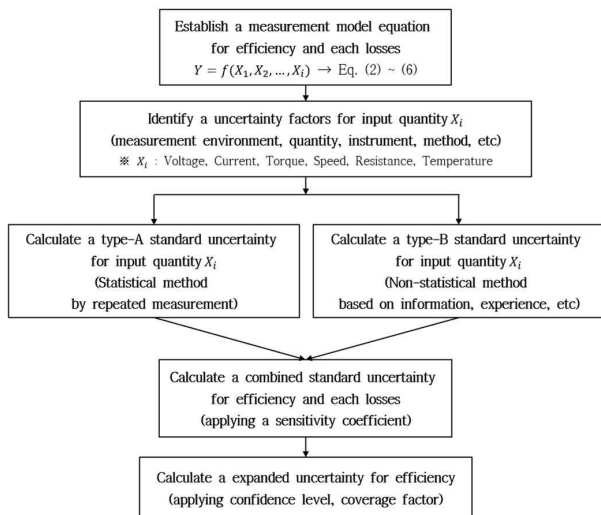 Establish a measurement model equation
for efficiency and each losses
Y = f(X₁, X₂, ..., Xᵢ) → Eq. (2) ~ (6)
Identify a uncertainty factors for input quantity Xᵢ
(measurement environment, quantity, instrument, method, etc)
※ Xᵢ : Voltage, Current, Torque, Speed, Resistance, Temperature
Calculate a type-A standard uncertainty
for input quantity Xᵢ
(Statistical method
by repeated measurement)
Calculate a type-B standard uncertainty
for input quantity Xᵢ
(Non-statistical method
based on information, experience, etc)
Calculate a combined standard uncertainty
for efficiency and each losses
(applying a sensitivity coefficient)
Calculate a expanded uncertainty for efficiency
(applying confidence level, coverage factor)